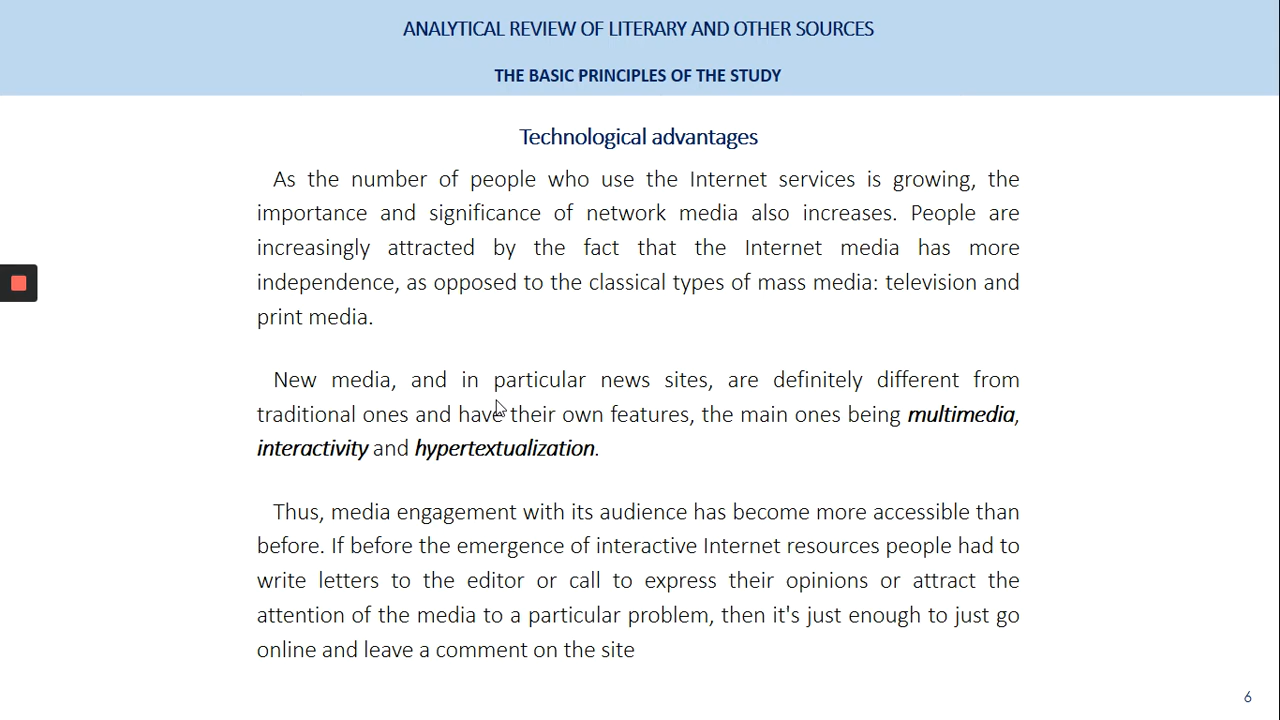 ANALYTICAL REVIEW OF LITERARY AND OTHER SOURCES
THE BASIC PRINCIPLES OF THE STUDY
Technological advantages
As the number of people who use the Internet services is growing, the
importance and significance of network media also increases. People are
increasingly attracted by the fact that the Internet media has more
independence, as opposed to the classical types of mass media: television and
print media.
New media, and in particular news sites, are definitely different from
traditional ones and have their own features, the main ones being multimedia,
interactivity and hypertextualization.
Thus, media engagement with its audience has become more accessible than
before. If before the emergence of interactive Internet resources people had to
write letters to the editor or call to express their opinions or attract the
attention of the media to a particular problem, then it's just enough to just go
online and leave a comment on the site
6